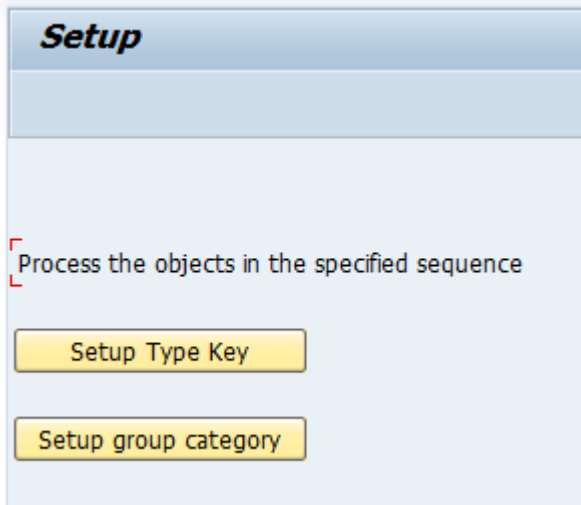 Setup
Process the objects in the specified sequence
Setup Type Key
Setup group category